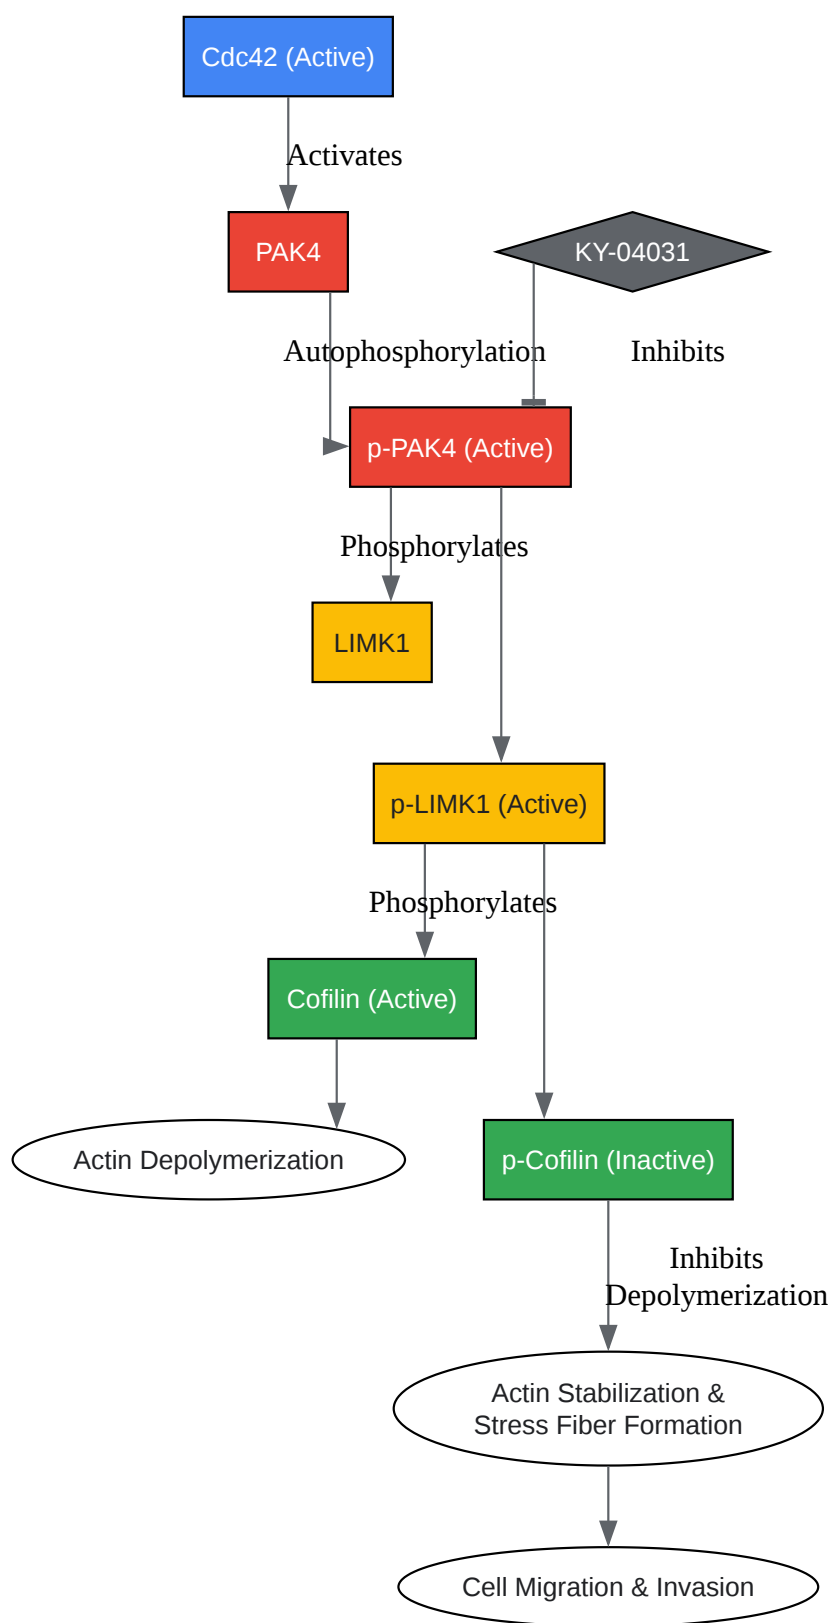 Cdc42 (Active)
Activates
PAK4
KY-04031
Autophosphorylation
Inhibits
p-PAK4 (Active)
Phosphorylates
LIMK1
p-LIMK1 (Active)
Phosphorylates
Cofilin (Active)
Actin Depolymerization
p-Cofilin (Inactive)
Inhibits
Depolymerization
Actin Stabilization &
Stress Fiber Formation
Cell Migration & Invasion